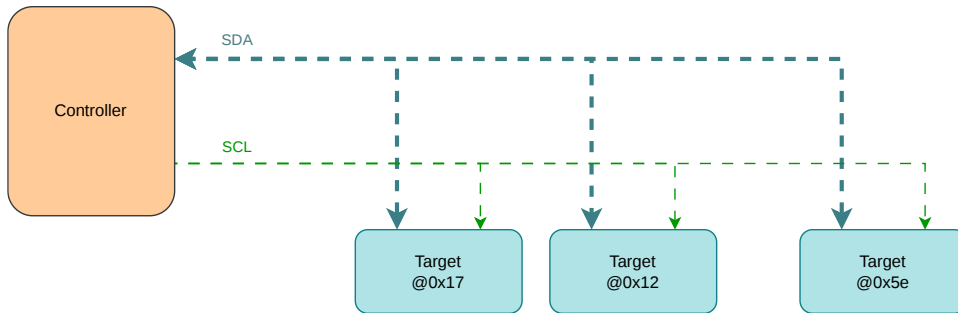 SDA
Controller
SCL
Target
@0x17
Target
@0x12
Target
@0x5e